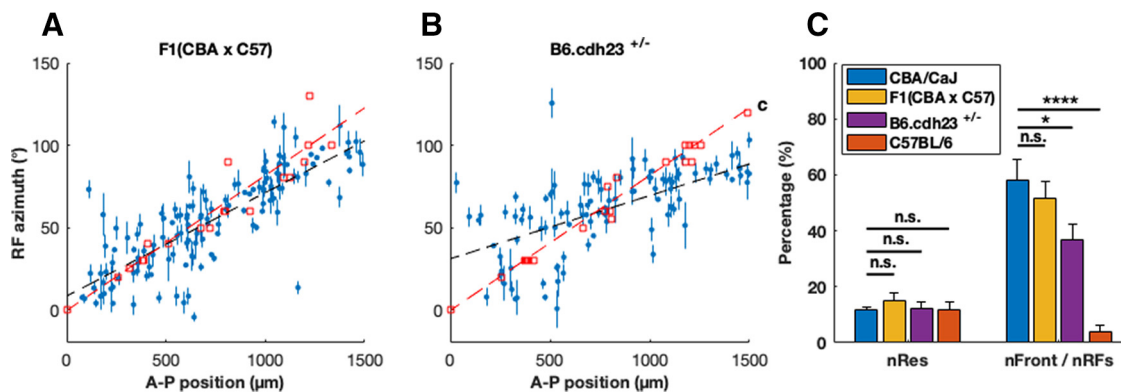 A
F1(CBA x C57)
150
100
50
0
RF azimuth (°)
0
500
1000
1500
A-P position (μm)
B
B6.cdh23 +/-
150
100
50
0
c
0
500
1000
1500
A-P position (μm)
C
100
80
60
40
20
0
Percentage (%)
CBA/CaJ
F1(CBA x C57)
B6.cdh23 +/-
C57BL/6
****
*
n.s.
n.s.
n.s.
n.s.
nRes
nFront / nRFs